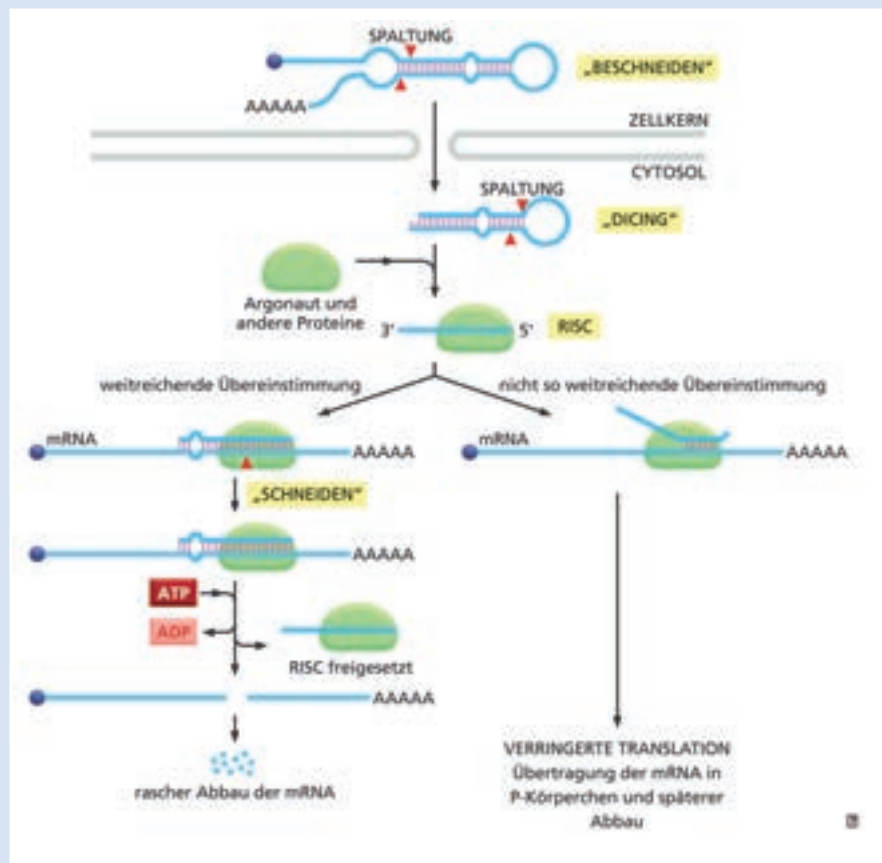 SPALTUNG
„BESCHNEIDEN“
AAAAA
ZELLKERN
CYTOSOL
SPALTUNG
„DICING“
Argonaut und
andere Proteine
3'
5'
RISC
weitreichende Übereinstimmung
nicht so weitreichende Übereinstimmung
mRNA
AAAAA
mRNA
AAAAA
„SCHNEIDEN“
AAAAA
ATP
ADP
RISC freigesetzt
AAAAA
rascher Abbau der mRNA
VERRINGERTE TRANSLATION
Übertragung der mRNA in
P-Körperchen und späterer
Abbau